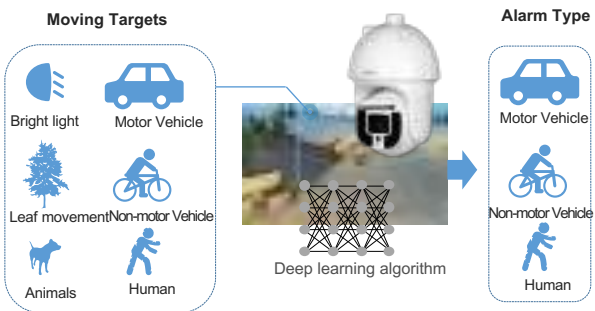 Moving Targets
Alarm Type
Bright light
Motor Vehicle
Leaf movement
Non-motor Vehicle
Animals
Human
Deep learning algorithm
Motor Vehicle
Non-motor Vehicle
Human